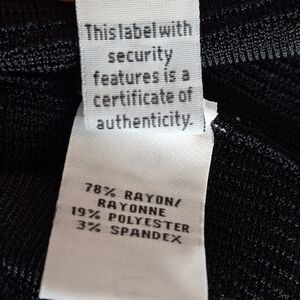 This label with
security
features is a
certificate of
authenticity.
78% RAYON/
RAYONNE
19% POLYESTER
3% SPANDEX